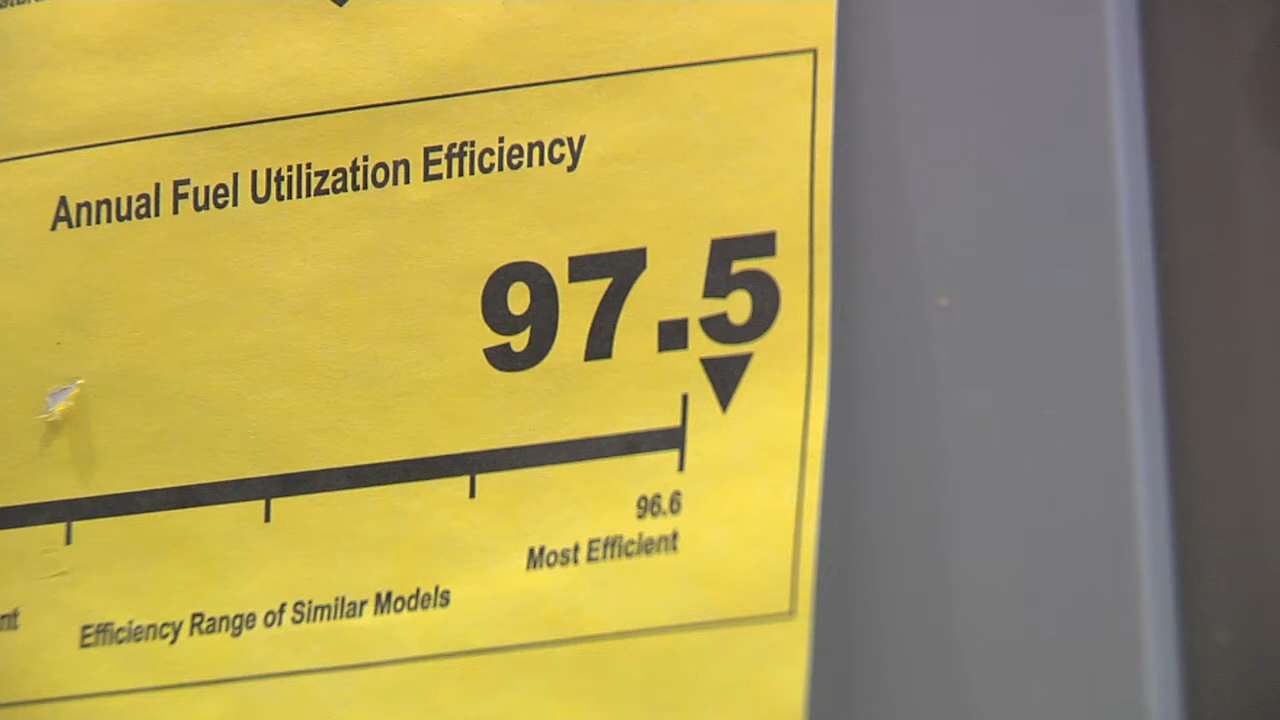 Annual Fuel Utilization Efficiency
97.5
96.6
Most Efficient
Efficiency Range of Similar Models